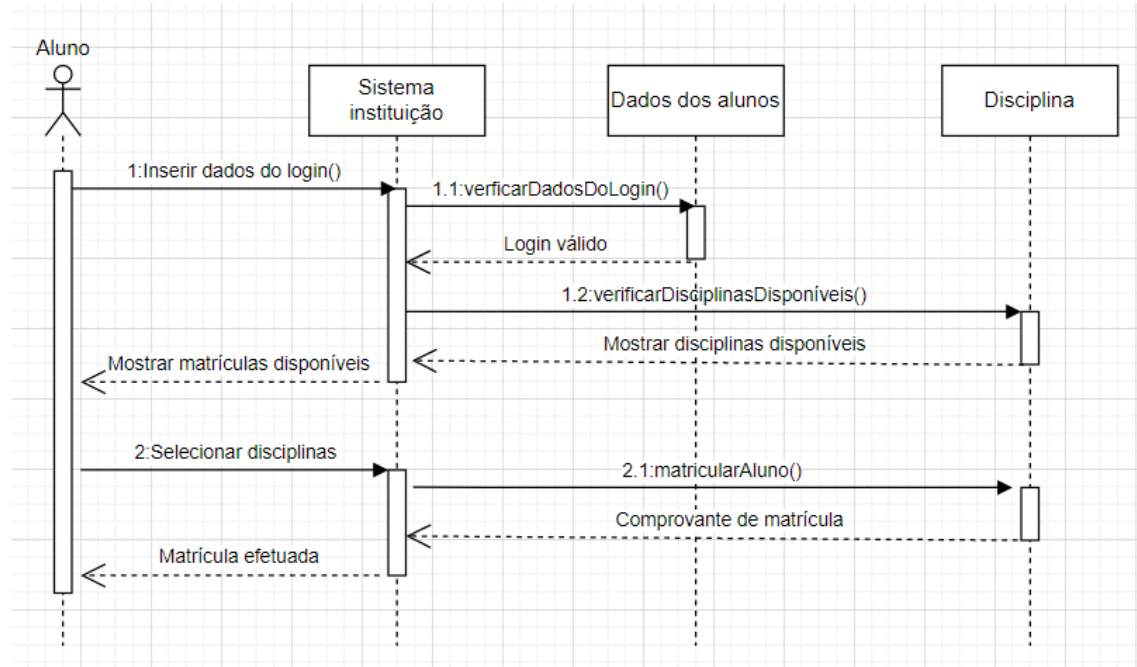 Aluno
Sistema
instituição
Dados dos alunos
Disciplina
1:Inserir dados do login()
1.1:verficarDadosDoLogin()
Login válido
1.2:verificarDisciplinasDisponíveis()
Mostrar disciplinas disponíveis
Mostrar matrículas disponíveis
2:Selecionar disciplinas
2.1:matricularAluno()
Comprovante de matrícula
Matrícula efetuada